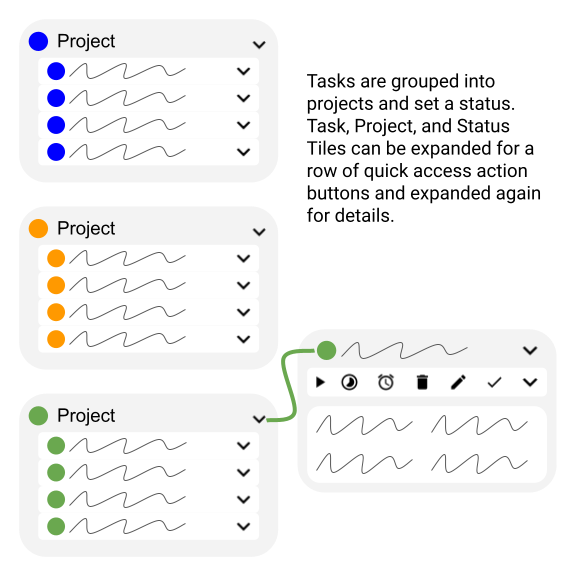 Project
Tasks are grouped into
projects and set a status.
Task, Project, and Status
Tiles can be expanded for a
row of quick access action
buttons and expanded again
for details.
Project
Project